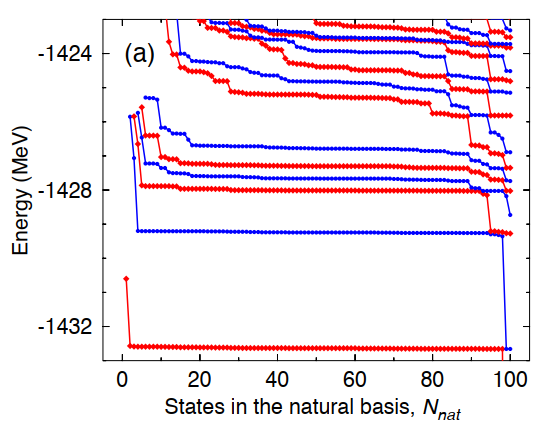 (a)
-1424
-1428
-1432
Energy (MeV)
0 20 40 60 80 100
States in the natural basis, N_nat